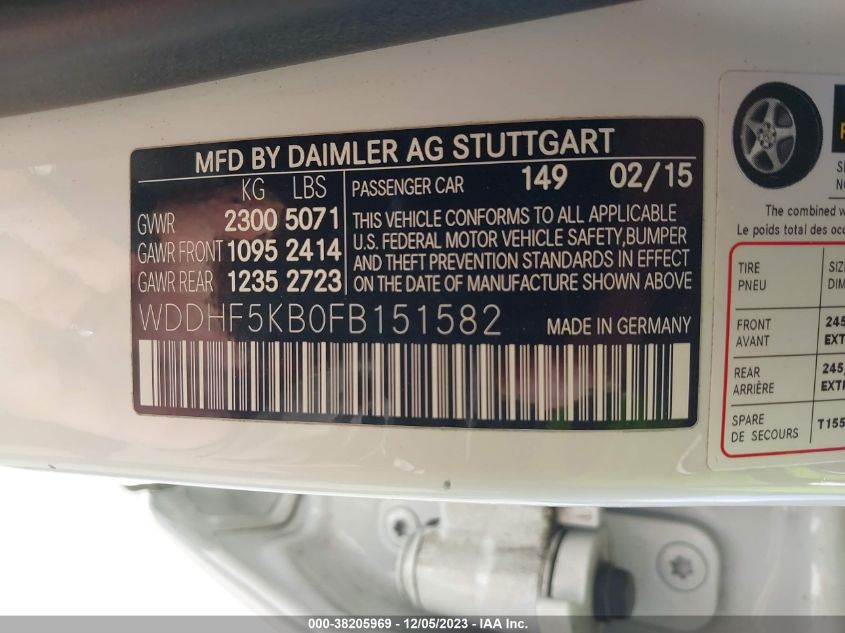 MFD BY DAIMLER AG STUTTGART
KG LBS
PASSENGER CAR 149 02/15
GVWR 2300 5071
GAWR FRONT 1095 2414
GAWR REAR 1235 2723
THIS VEHICLE CONFORMS TO ALL APPLICABLE
U.S. FEDERAL MOTOR VEHICLE SAFETY,BUMPER
AND THEFT PREVENTION STANDARDS IN EFFECT
ON THE DATE OF MANUFACTURE SHOWN ABOVE
WDDHF5KB0FB151582 MADE IN GERMANY
The combined
Le poids total des
TIRE
PNEU
FRONT
AVANT
245
REAR
ARRIÈRE
245
SPARE
DE SECOURS
T155
000-38205969 - 12/05/2023 - IAA Inc.